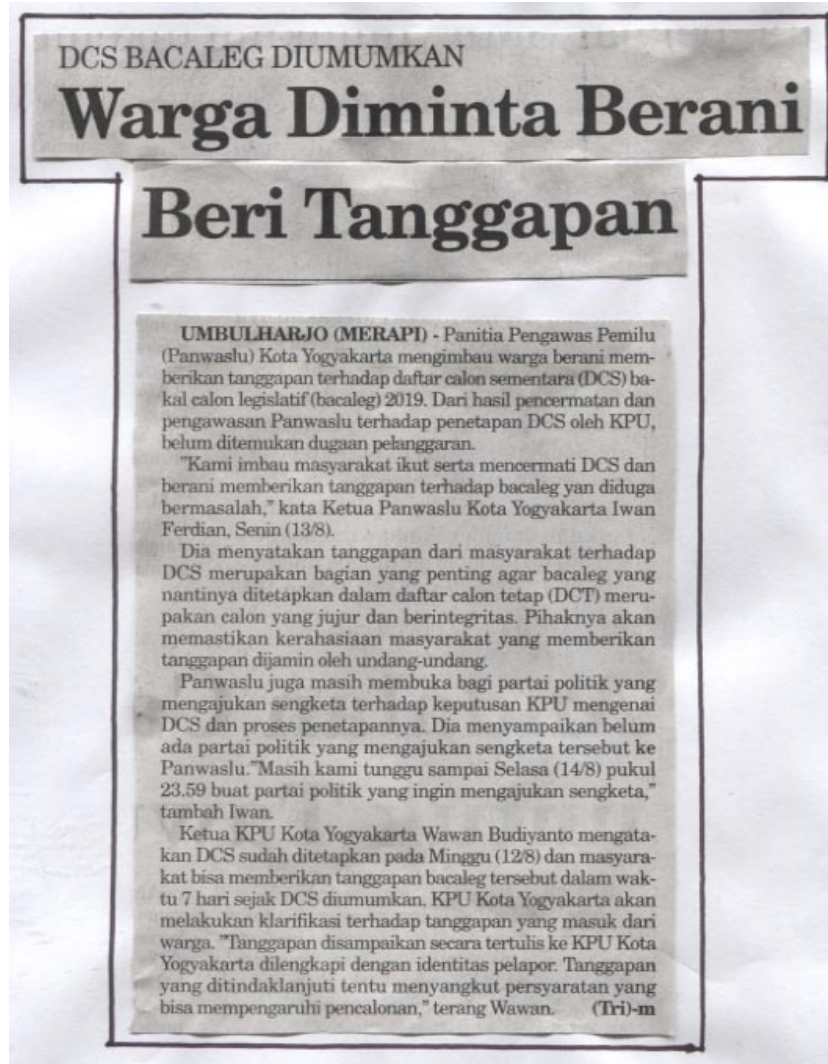 DCS BACALEG DIUMUMKAN
Warga Diminta Berani
Beri Tanggapan
UMBULHARJO (MERAPI) - Panitia Pengawas Pemilu
(Panwaslu) Kota Yogyakarta mengimbau warga berani mem-
berikan tanggapan terhadap daftar calon sementara (DCS) ba-
kal calon legislatif (bacaleg) 2019. Dari hasil pencermatan dan
pengawasan Panwaslu terhadap penetapan DCS oleh KPU,
belum ditemukan dugaan pelanggaran.
"Kami imbau masyarakat ikut serta mencermati DCS dan
berani memberikan tanggapan terhadap bacaleg yan diduga
bermasalah," kata Ketua Panwaslu Kota Yogyakarta Iwan
Ferdian, Senin (13/8).
Dia menyatakan tanggapan dari masyarakat terhadap
DCS merupakan bagian yang penting agar bacaleg yang
nantinya ditetapkan dalam daftar calon tetap (DCT) meru-
pakan calon yang jujur dan berintegritas. Pihaknya akan
memastikan kerahasiaan masyarakat yang memberikan
tanggapan dijamin oleh undang-undang.
Panwaslu juga masih membuka bagi partai politik yang
mengajukan sengketa terhadap keputusan KPU mengenai
DCS dan proses penetapannya. Dia menyampaikan belum
ada partai politik yang mengajukan sengketa tersebut ke
Panwaslu."Masih kami tunggu sampai Selasa (14/8) pukul
23.59 buat partai politik yang ingin mengajukan sengketa,"
tambah Iwan.
Ketua KPU Kota Yogyakarta Wawan Budiyanto mengata-
kan DCS sudah ditetapkan pada Minggu (12/8) dan masyara-
kat bisa memberikan tanggapan bacaleg tersebut dalam wak-
tu 7 hari sejak DCS diumumkan. KPU Kota Yogyakarta akan
melakukan klarifikasi terhadap tanggapan yang masuk dari
warga. "Tanggapan disampaikan secara tertulis ke KPU Kota
Yogyakarta dilengkapi dengan identitas pelapor. Tanggapan
yang ditindaklanjuti tentu menyangkut persyaratan yang
bisa mempengaruhi pencalonan," terang Wawan. (Tri)-m